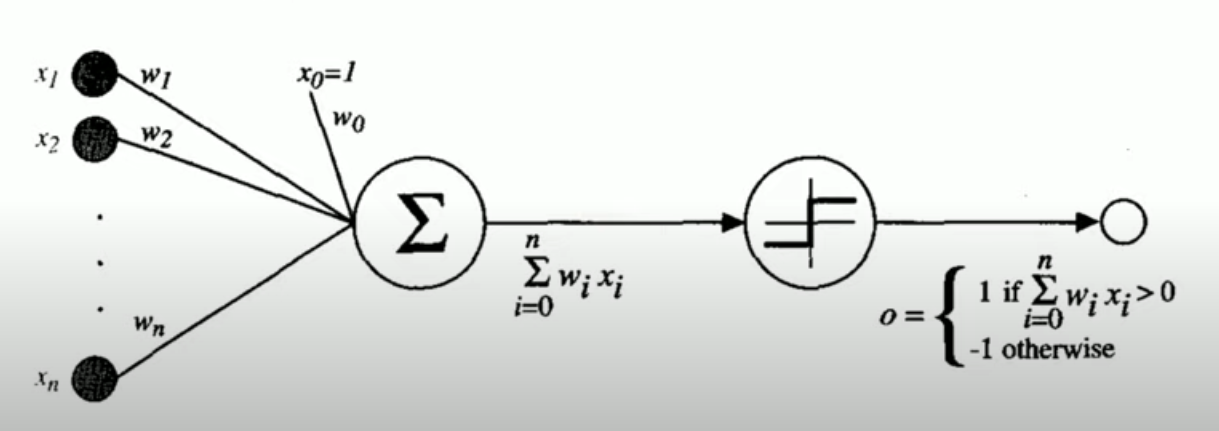 x1
w1
x0=1
w0
x2
w2
.
.
.
Σ
n
Σ wi xi
i=0
wn
xn
n
o = { 1 if Σ wi xi > 0
i=0
-1 otherwise